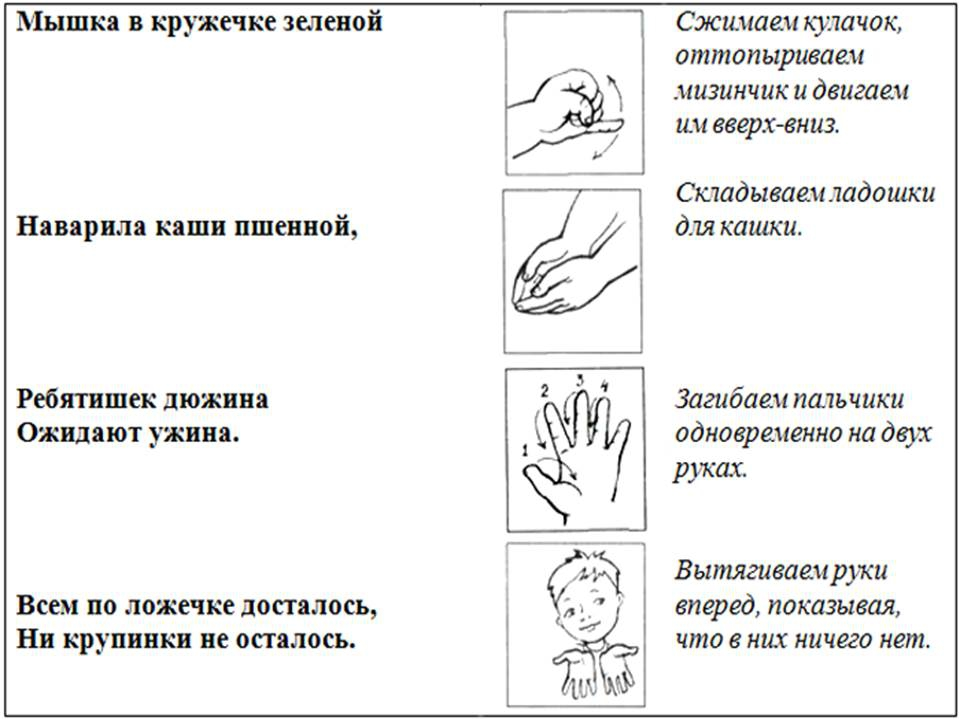 Мышка в кружечке зеленой
Сжимаем кулачок,
оттопыриваем
мизинчик и двигаем
им вверх-вниз.
Наварила каши пшенной,
Складываем ладошки
для кашки.
Ребятишек дюжина
Ожидают ужина.
1
2
3
4
Загибаем пальчики
одновременно на двух
руках.
Всем по ложечке досталось,
Ни крупинки не осталось.
Вытягиваем руки
вперед, показывая,
что в них ничего нет.